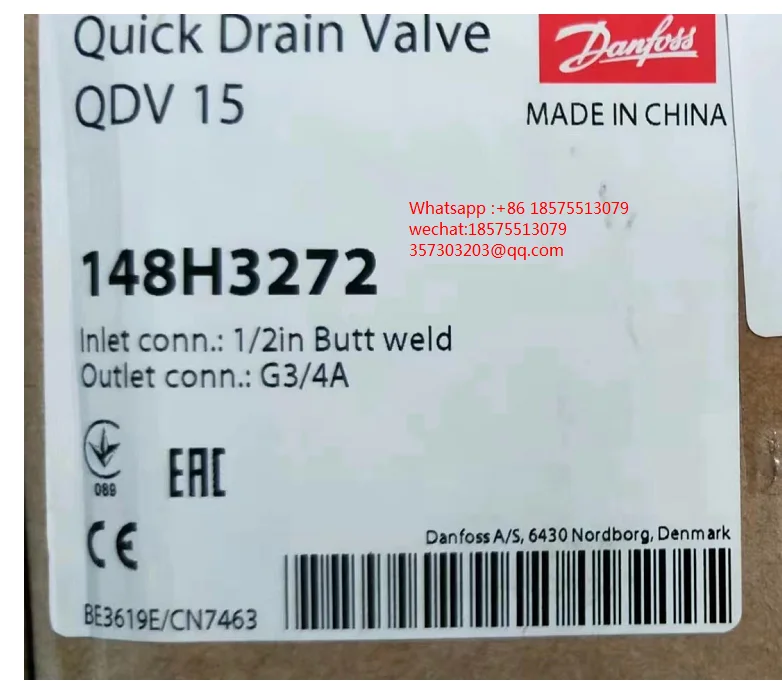 Quick Drain Valve
QDV 15
Danfoss
MADE IN CHINA
Whatsapp :+86 18575513079
wechat:18575513079
357303203@qq.com
148H3272
Inlet conn.: 1/2in Butt weld
Outlet conn.: G3/4A
089
EAC
CE
Danfoss A/S, 6430 Nordborg, Denmark
BE3619E/CN7463